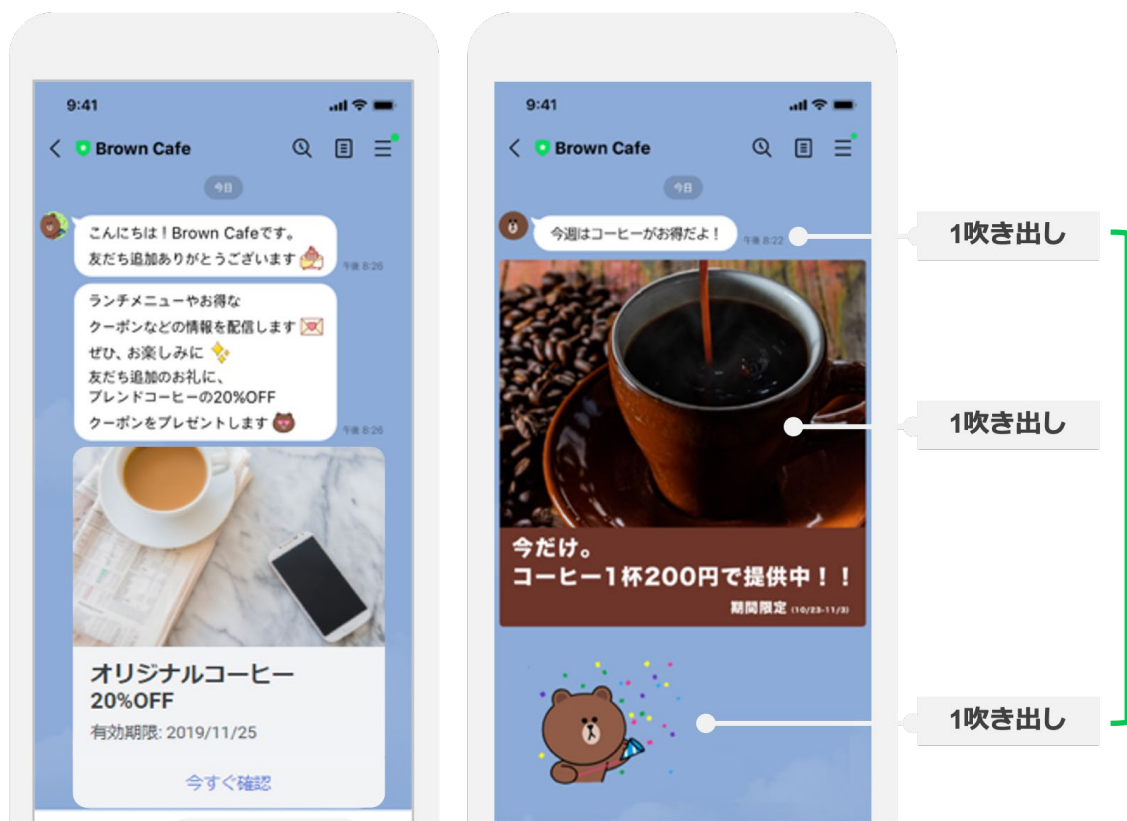 9:41
Brown Cafe
今日
こんにちは！Brown Cafeです。
友だち追加ありがとうございます
午後 8:26
ランチメニューやお得な
クーポンなどの情報を配信します
ぜひ、お楽しみに
友だち追加のお礼に、
ブレンドコーヒーの20%OFF
クーポンをプレゼントします
午後 8:26
オリジナルコーヒー
20%OFF
有効期限: 2019/11/25
今すぐ確認
9:41
Brown Cafe
今日
今週はコーヒーがお得だよ！
午後 8:22
今だけ。
コーヒー1杯200円で提供中！！
期間限定 (10/23-11/3)
1吹き出し
1吹き出し
1吹き出し